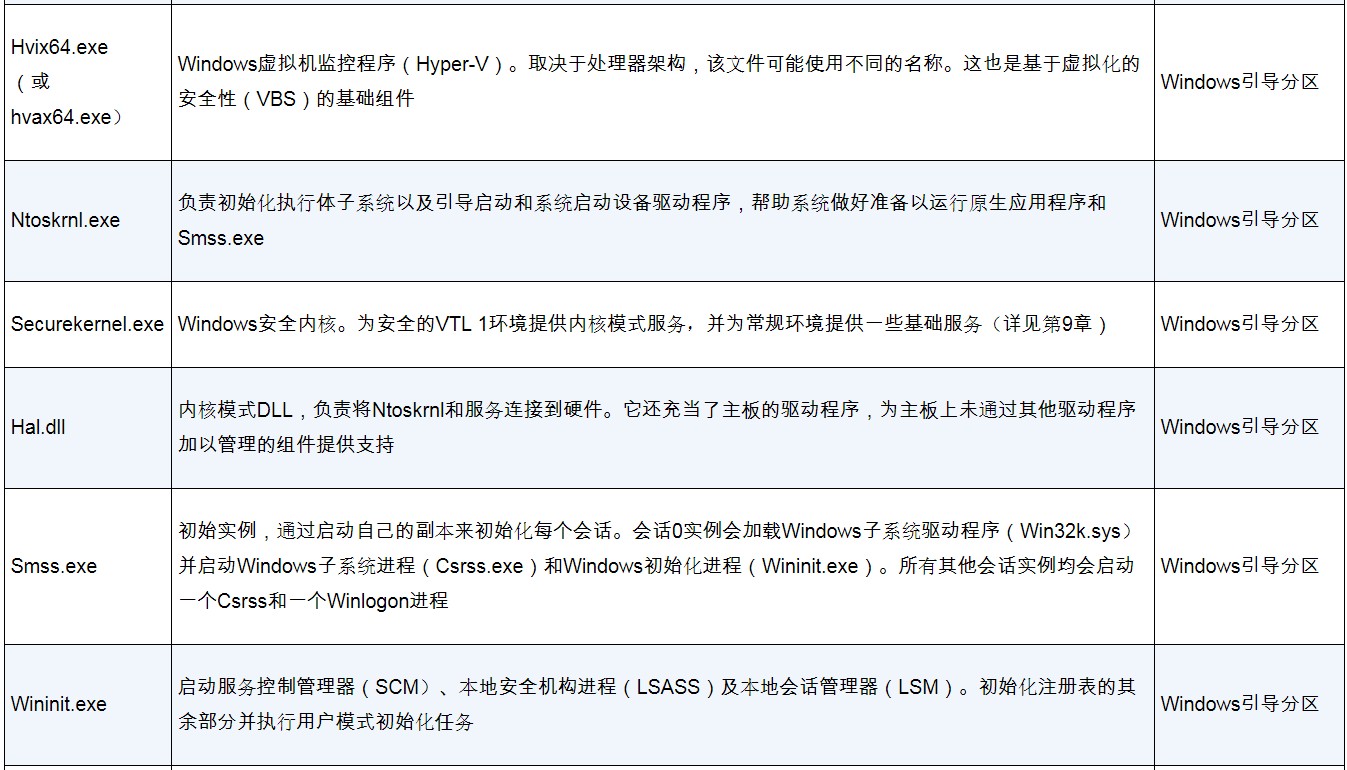 Hvix64.exe
（或
hvax64.exe）
Windows虚拟机监控程序（Hyper-V）。取决于处理器架构，该文件可能使用不同的名称。这也是基于虚拟化的
安全性（VBS）的基础组件
Windows引导分区
Ntoskrnl.exe
负责初始化执行体子系统以及引导启动和系统启动设备驱动程序，帮助系统做好准备以运行原生应用程序和
Smss.exe
Windows引导分区
Securekernel.exe
Windows安全内核。为安全的VTL 1环境提供内核模式服务，并为常规环境提供一些基础服务（详见第9章）
Windows引导分区
Hal.dll
内核模式DLL，负责将Ntoskrnl和服务连接到硬件。它还充当了主板的驱动程序，为主板上未通过其他驱动程序
加以管理的组件提供支持
Windows引导分区
Smss.exe
初始实例，通过启动自己的副本来初始化每个会话。会话0实例会加载Windows子系统驱动程序（Win32k.sys）
并启动Windows子系统进程（Csrss.exe）和Windows初始化进程（Wininit.exe）。所有其他会话实例均会启动
一个Csrss和一个Winlogon进程
Windows引导分区
Wininit.exe
启动服务控制管理器（SCM）、本地安全机构进程（LSASS）及本地会话管理器（LSM）。初始化注册表的其
余部分并执行用户模式初始化任务
Windows引导分区